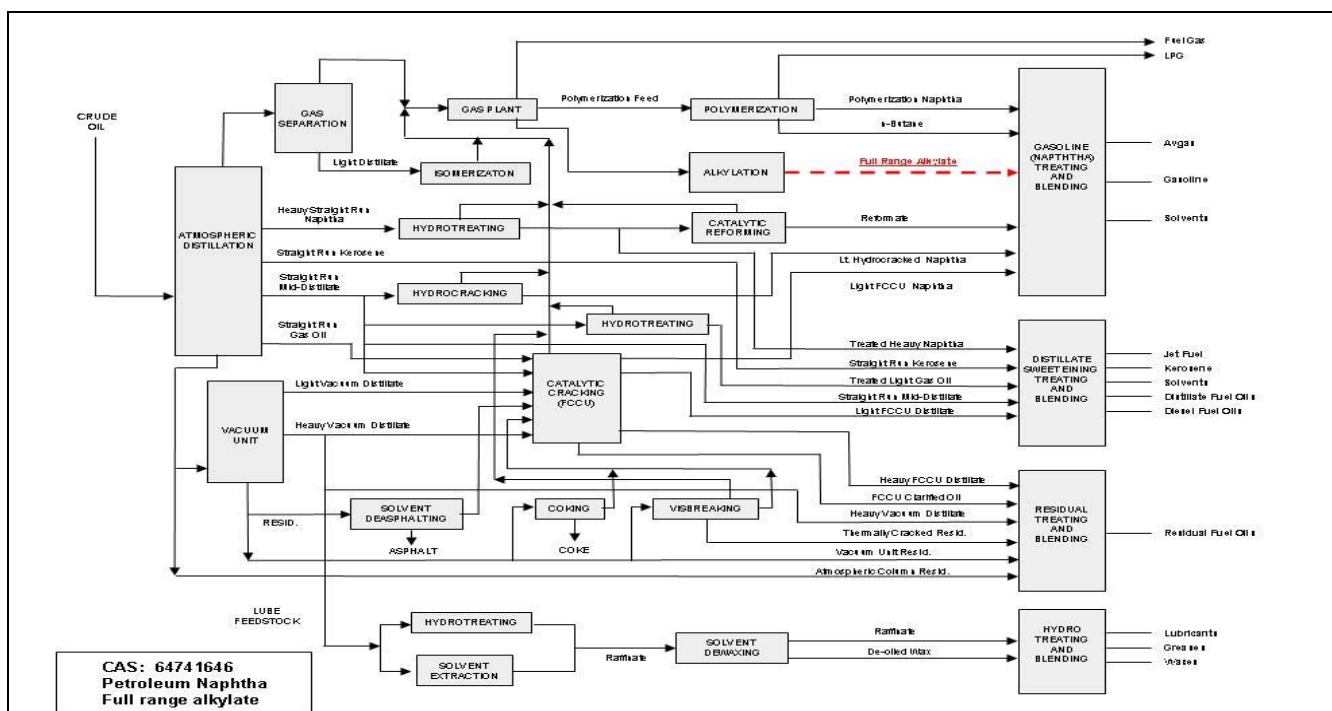 Fuel Gas
LPG
CRUDE
OIL
GAS
SEPARATION
GAS PLANT
Polymerization Feed
POLYMERIZATION
Polymerization Naphtha
n-Butane
Light Distillate
ISOMERIZATON
ALKYLATION
Full Range Alkylate
GASOLINE
(NAPTHTHA)
TREATING
AND
BLENDING
Avgas
Gasoline
Solvents
ATMOSPHERIC
DISTILLATION
Heavy Straight Run
Naphtha
HYDROTREATING
CATALYTIC
REFORMING
Reformate
Straight Run Kerosene
Straight Run
Mid-Distillate
HYDROCRACKING
Lt. Hydrocracked Naphtha
Light FCCU Naphtha
Straight Run
Gas Oil
HYDROTREATING
Treated Heavy Naphtha
Straight Run Kerosene
Treated Light Gas Oil
Straight Run Mid-Distillate
Light FCCU Distillate
DISTILLATE
SWEETEINING
TREATING
AND
BLENDING
Jet Fuel
Kerosene
Solvents
Distillate Fuel Oils
Diesel Fuel Oils
Light Vacuum Distillate
CATALYTIC
CRACKING
(FCCU)
VACUUM
UNIT
Heavy Vacuum Distillate
RESID.
SOLVENT
DEASPHALTING
ASPHALT
COKING
COKE
VISBREAKING
Heavy FCCU Distillate
FCCU Clarified Oil
Heavy Vacuum Distillate
Thermally Cracked Resid.
Vacuum Unit Resid.
Atmospheric Column Resid.
RESIDUAL
TREATING
AND
BLENDING
Residual Fuel Oils
LUBE
FEEDSTOCK
HYDROTREATING
SOLVENT
EXTRACTION
Raffinate
SOLVENT
DEWAXING
Raffinate
De-oiled Wax
HYDRO
TREATING
AND
BLENDING
Lubricants
Greases
Waxes
CAS: 64741646
Petroleum Naphtha
Full range alkylate